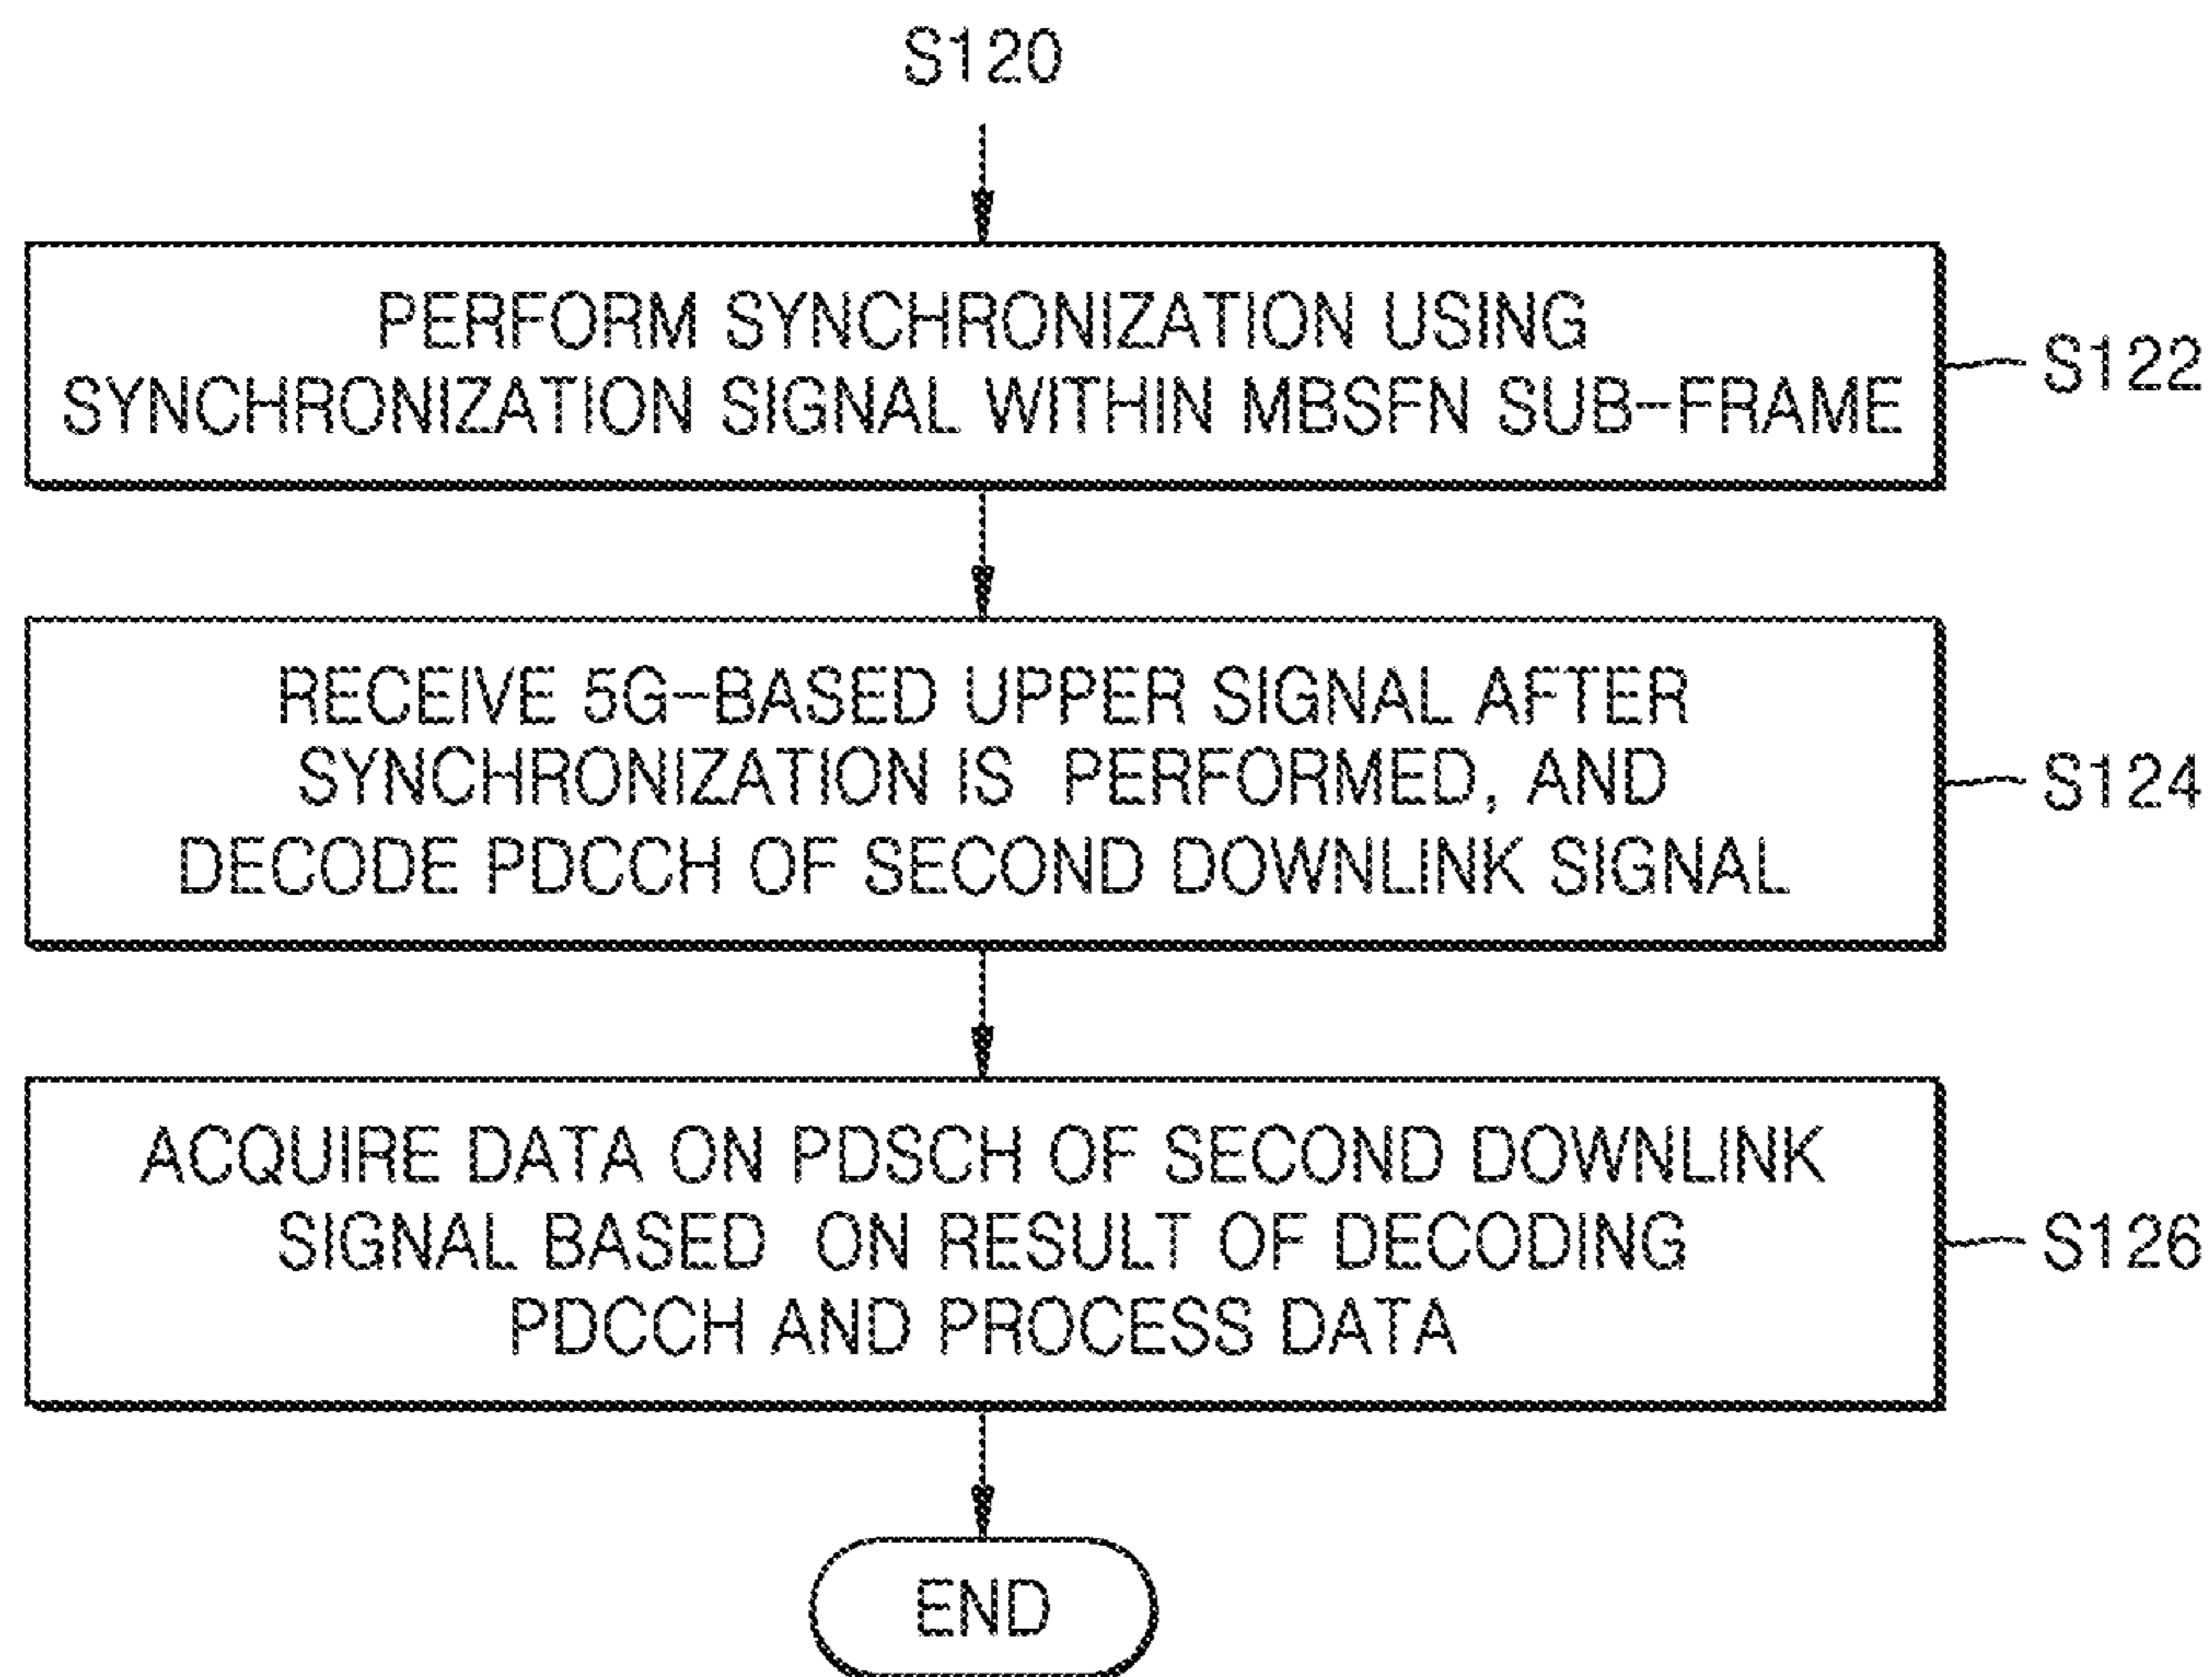 S120
PERFORM SYNCHRONIZATION USING
SYNCHRONIZATION SIGNAL WITHIN MBSFN SUB-FRAME
S122
RECEIVE 5G-BASED UPPER SIGNAL AFTER
SYNCHRONIZATION IS PERFORMED, AND
DECODE PDCCH OF SECOND DOWNLINK SIGNAL
S124
ACQUIRE DATA ON PDSCH OF SECOND DOWNLINK
SIGNAL BASED ON RESULT OF DECODING
PDCCH AND PROCESS DATA
S126
END